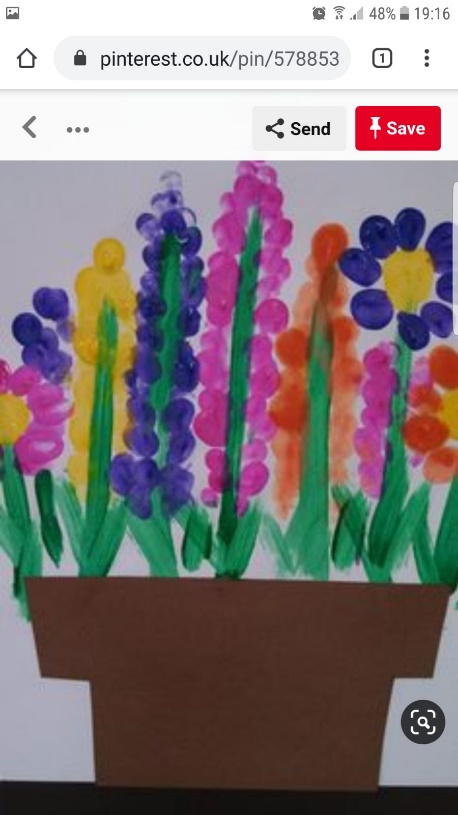 48% 19:16
pinterest.co.uk/pin/578853
1
Send
Save